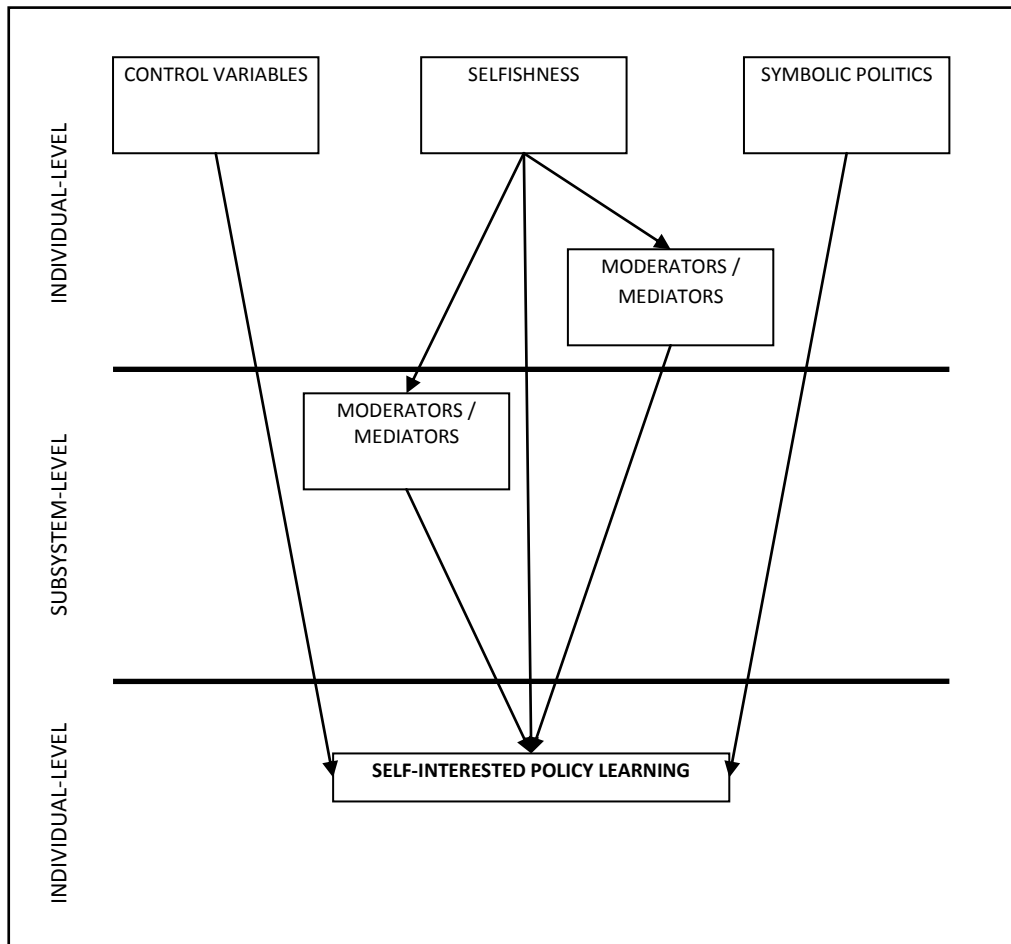 CONTROL VARIABLES
SELFISHNESS
SYMBOLIC POLITICS
INDIVIDUAL-LEVEL
MODERATORS /
MEDIATORS
MODERATORS /
MEDIATORS
SUBSYSTEM-LEVEL
SELF-INTERESTED POLICY LEARNING
INDIVIDUAL-LEVEL